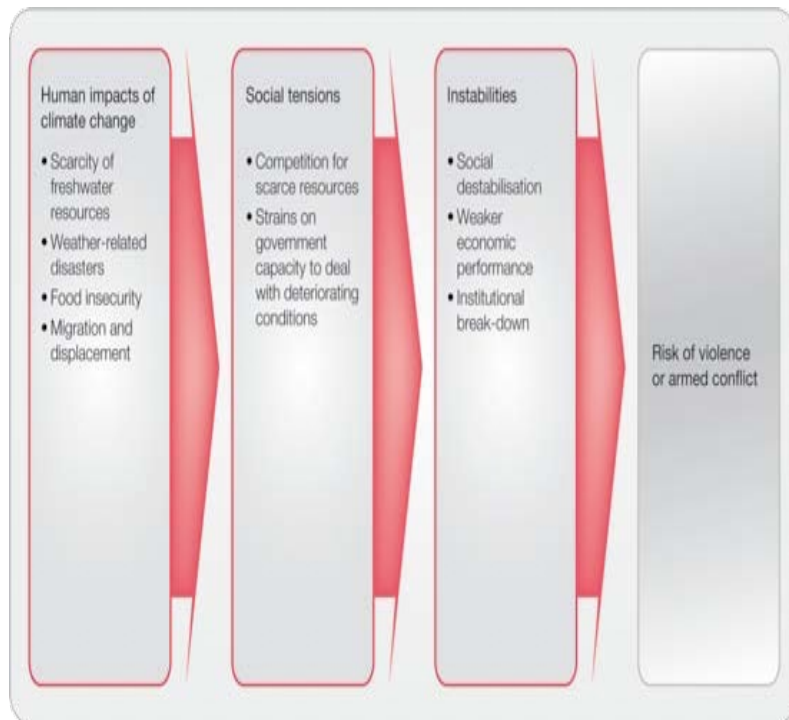 Human impacts of
climate change
• Scarcity of
freshwater
resources
• Weather-related
disasters
• Food insecurity
• Migration and
displacement
Social tensions
• Competition for
scarce resources
• Strains on
government
capacity to deal
with deteriorating
conditions
Instabilities
• Social
destabilisation
• Weaker
economic
performance
• Institutional
break-down
Risk of violence
or armed conflict